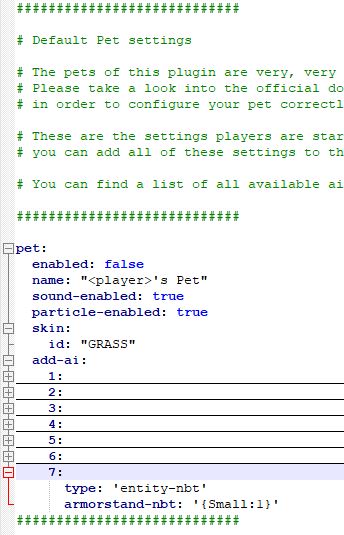 ############################
# Default Pet settings
# The pets of this plugin are very, very
# Please take a look into the official do
# in order to configure your pet correctl
# These are the settings players are star
# you can add all of these settings to th
# You can find a list of all available ai
############################
pet:
enabled: false
name: "<player>'s Pet"
sound-enabled: true
particle-enabled: true
skin:
id: "GRASS"
add-ai:
1:
2:
3:
4:
5:
6:
7:
type: 'entity-nbt'
armorstand-nbt: '{Small:1}'
############################